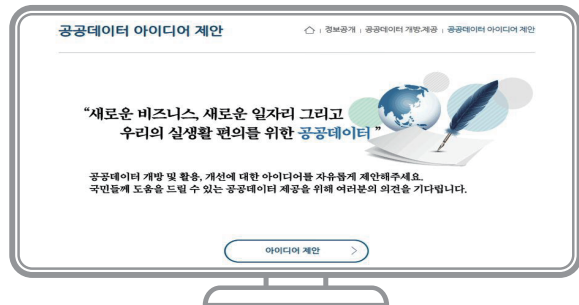 공공데이터 아이디어 제안
정보공개 | 공공데이터 개방.제공 | 공공데이터 아이디어 제안
“새로운 비즈니스, 새로운 일자리 그리고
우리의 실생활 편의를 위한 공공데이터”
공공데이터 개방 및 활용, 개선에 대한 아이디어를 자유롭게 제안해주세요.
국민들께 도움을 드릴 수 있는 공공데이터 제공을 위해 여러분의 의견을 기다립니다.
아이디어 제안 >